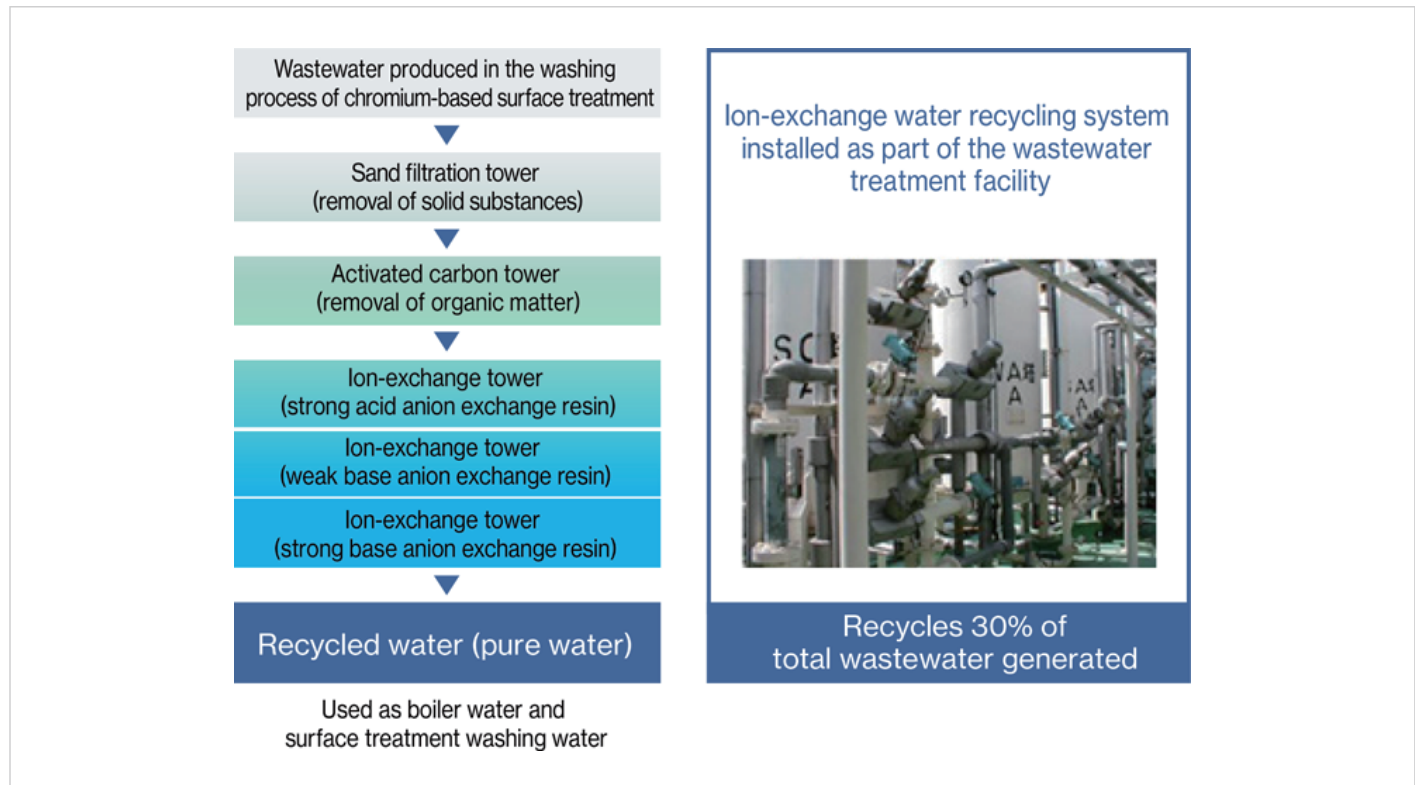 Wastewater produced in the washing
process of chromium-based surface treatment
Sand filtration tower
(removal of solid substances)
Activated carbon tower
(removal of organic matter)
Ion-exchange tower
(strong acid anion exchange resin)
Ion-exchange tower
(weak base anion exchange resin)
Ion-exchange tower
(strong base anion exchange resin)
Recycled water (pure water)
Used as boiler water and
surface treatment washing water
Ion-exchange water recycling system
installed as part of the wastewater
treatment facility
SC
A
WA塔
A
Recycles 30% of
total wastewater generated